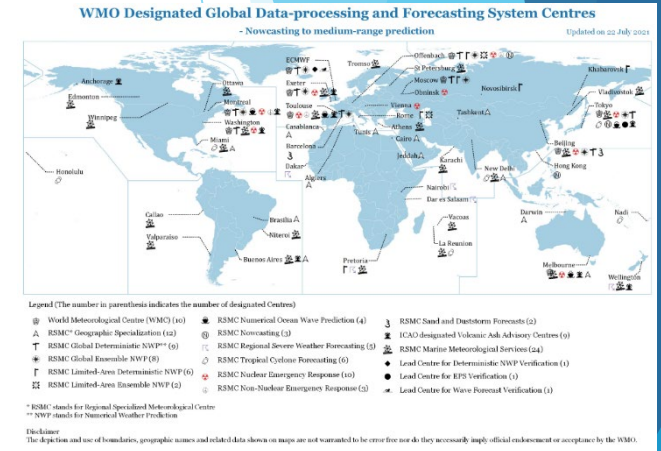 WMO Designated Global Data-processing and Forecasting System Centres
- Nowcasting to medium-range prediction
Updated on 22 July 2021
ECMWF
Tromso
Offenbach
St Petersburg
Moscow
Obninsk
Novosibirsk
Khabarovsk
Vladivostok
Anchorage
Edmonton
Winnipeg
Ottawa
Montreal
Washington
Miami
Honolulu
Exeter
Toulouse
Casablanca
Barcelona
Dakar
Algiers
Vienna
Rome
Tunis
Athens
Cairo
Jeddah
Tashkent
Karachi
New Delhi
Tokyo
Beijing
Hong Kong
Nairobi
Dar es Salaam
Callao
Valparaiso
Brasilia
Niteroi
Buenos Aires
Pretoria
Vacoas
La Reunion
Darwin
Nadi
Melbourne
Wellington
Legend (The number in parenthesis indicates the number of designated Centres)
World Meteorological Centre (WMC) (10)
RSMC* Geographic Specialization (12)
RSMC Global Deterministic NWP** (9)
RSMC Global Ensemble NWP (8)
RSMC Limited-Area Deterministic NWP (6)
RSMC Limited-Area Ensemble NWP (2)
RSMC Numerical Ocean Wave Prediction (4)
RSMC Nowcasting (3)
RSMC Regional Severe Weather Forecasting (5)
RSMC Tropical Cyclone Forecasting (6)
RSMC Nuclear Emergency Response (10)
RSMC Non-Nuclear Emergency Response (3)
RSMC Sand and Duststorm Forecasts (2)
ICAO designated Volcanic Ash Advisory Centres (9)
RSMC Marine Meteorological Services (24)
Lead Centre for Deterministic NWP Verification (1)
Lead Centre for EPS Verification (1)
Lead Centre for Wave Forecast Verification (1)
* RSMC stands for Regional Specialized Meteorological Centre
** NWP stands for Numerical Weather Prediction
Disclaimer
The depiction and use of boundaries, geographic names and related data shown on maps are not warranted to be error free nor do they necessarily imply official endorsement or acceptance by the WMO.